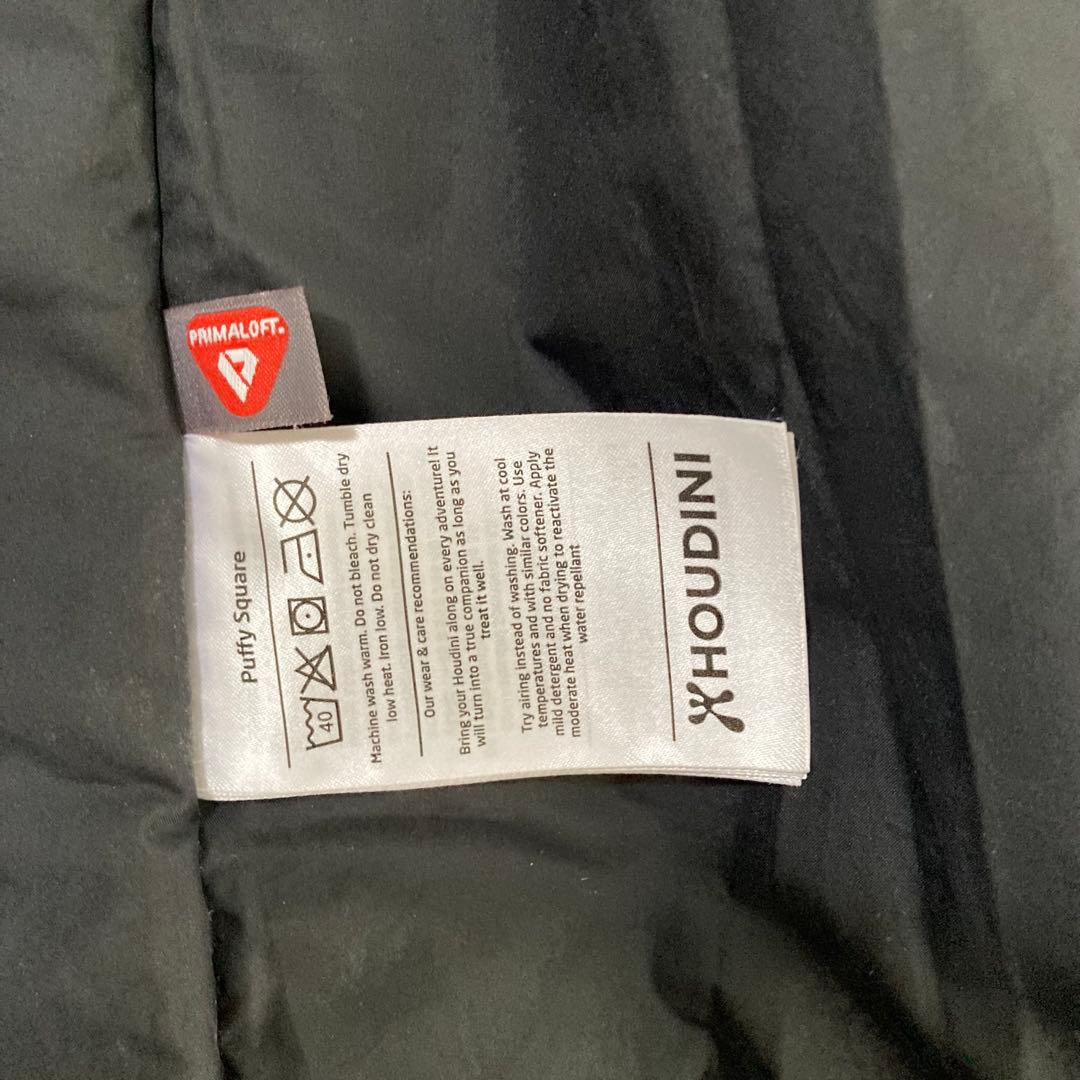 PRIMALOFT.
Puffy Square
40
Machine wash warm. Do not bleach. Tumble dry
low heat. Iron low. Do not dry clean
Our wear & care recommendations:
Bring your Houdini along on every adventure! It
will turn into a true companion as long as you
treat it well.
Try airing instead of washing. Wash at cool
temperatures and with similar colors. Use
mild detergent and no fabric softener. Apply
moderate heat when drying to reactivate the
water repellant
HOUDINI